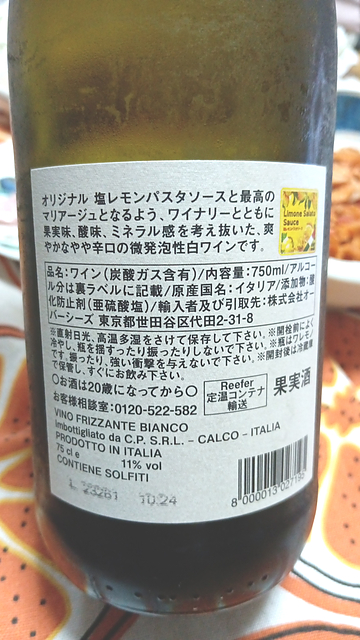 オリジナル 塩レモンパスタソースと最高の
マリアージュとなるよう、ワイナリーとともに
果実味、酸味、ミネラル感を考え抜いた、爽
やかなやや辛口の微発泡性白ワインです。
Limone Salata
Sauce
品名:ワイン(炭酸ガス含有)/内容量:750ml/アルコー
ル分は裏ラベルに記載/原産国名:イタリア/添加物:酸
化防止剤(亜硫酸塩)/輸入者及び引取先:株式会社オー
バーシーズ 東京都世田谷区代田2-31-8
※直射日光、高温多湿をさけて保存して下さい。※開栓前によく
冷やし、瓶を揺すったり振ったりしないで下さい。※瓶はワレモノ
です。振ったり、強い衝撃を与えないで下さい。※開封後は冷蔵庫
で保管し、すぐにお飲み下さい。
〇お酒は20歳になってから〇
お客様相談室:0120-522-582
Reefer
定温コンテナ
輸送
果実酒
VINO FRIZZANTE BIANCO
imbottigliato da C.P. S.R.L. – CALCO – ITALIA
PRODOTTO IN ITALIA
75 cl e 11% vol
CONTIENE SOLFITI
L 23261 10:24
8 000013 027195